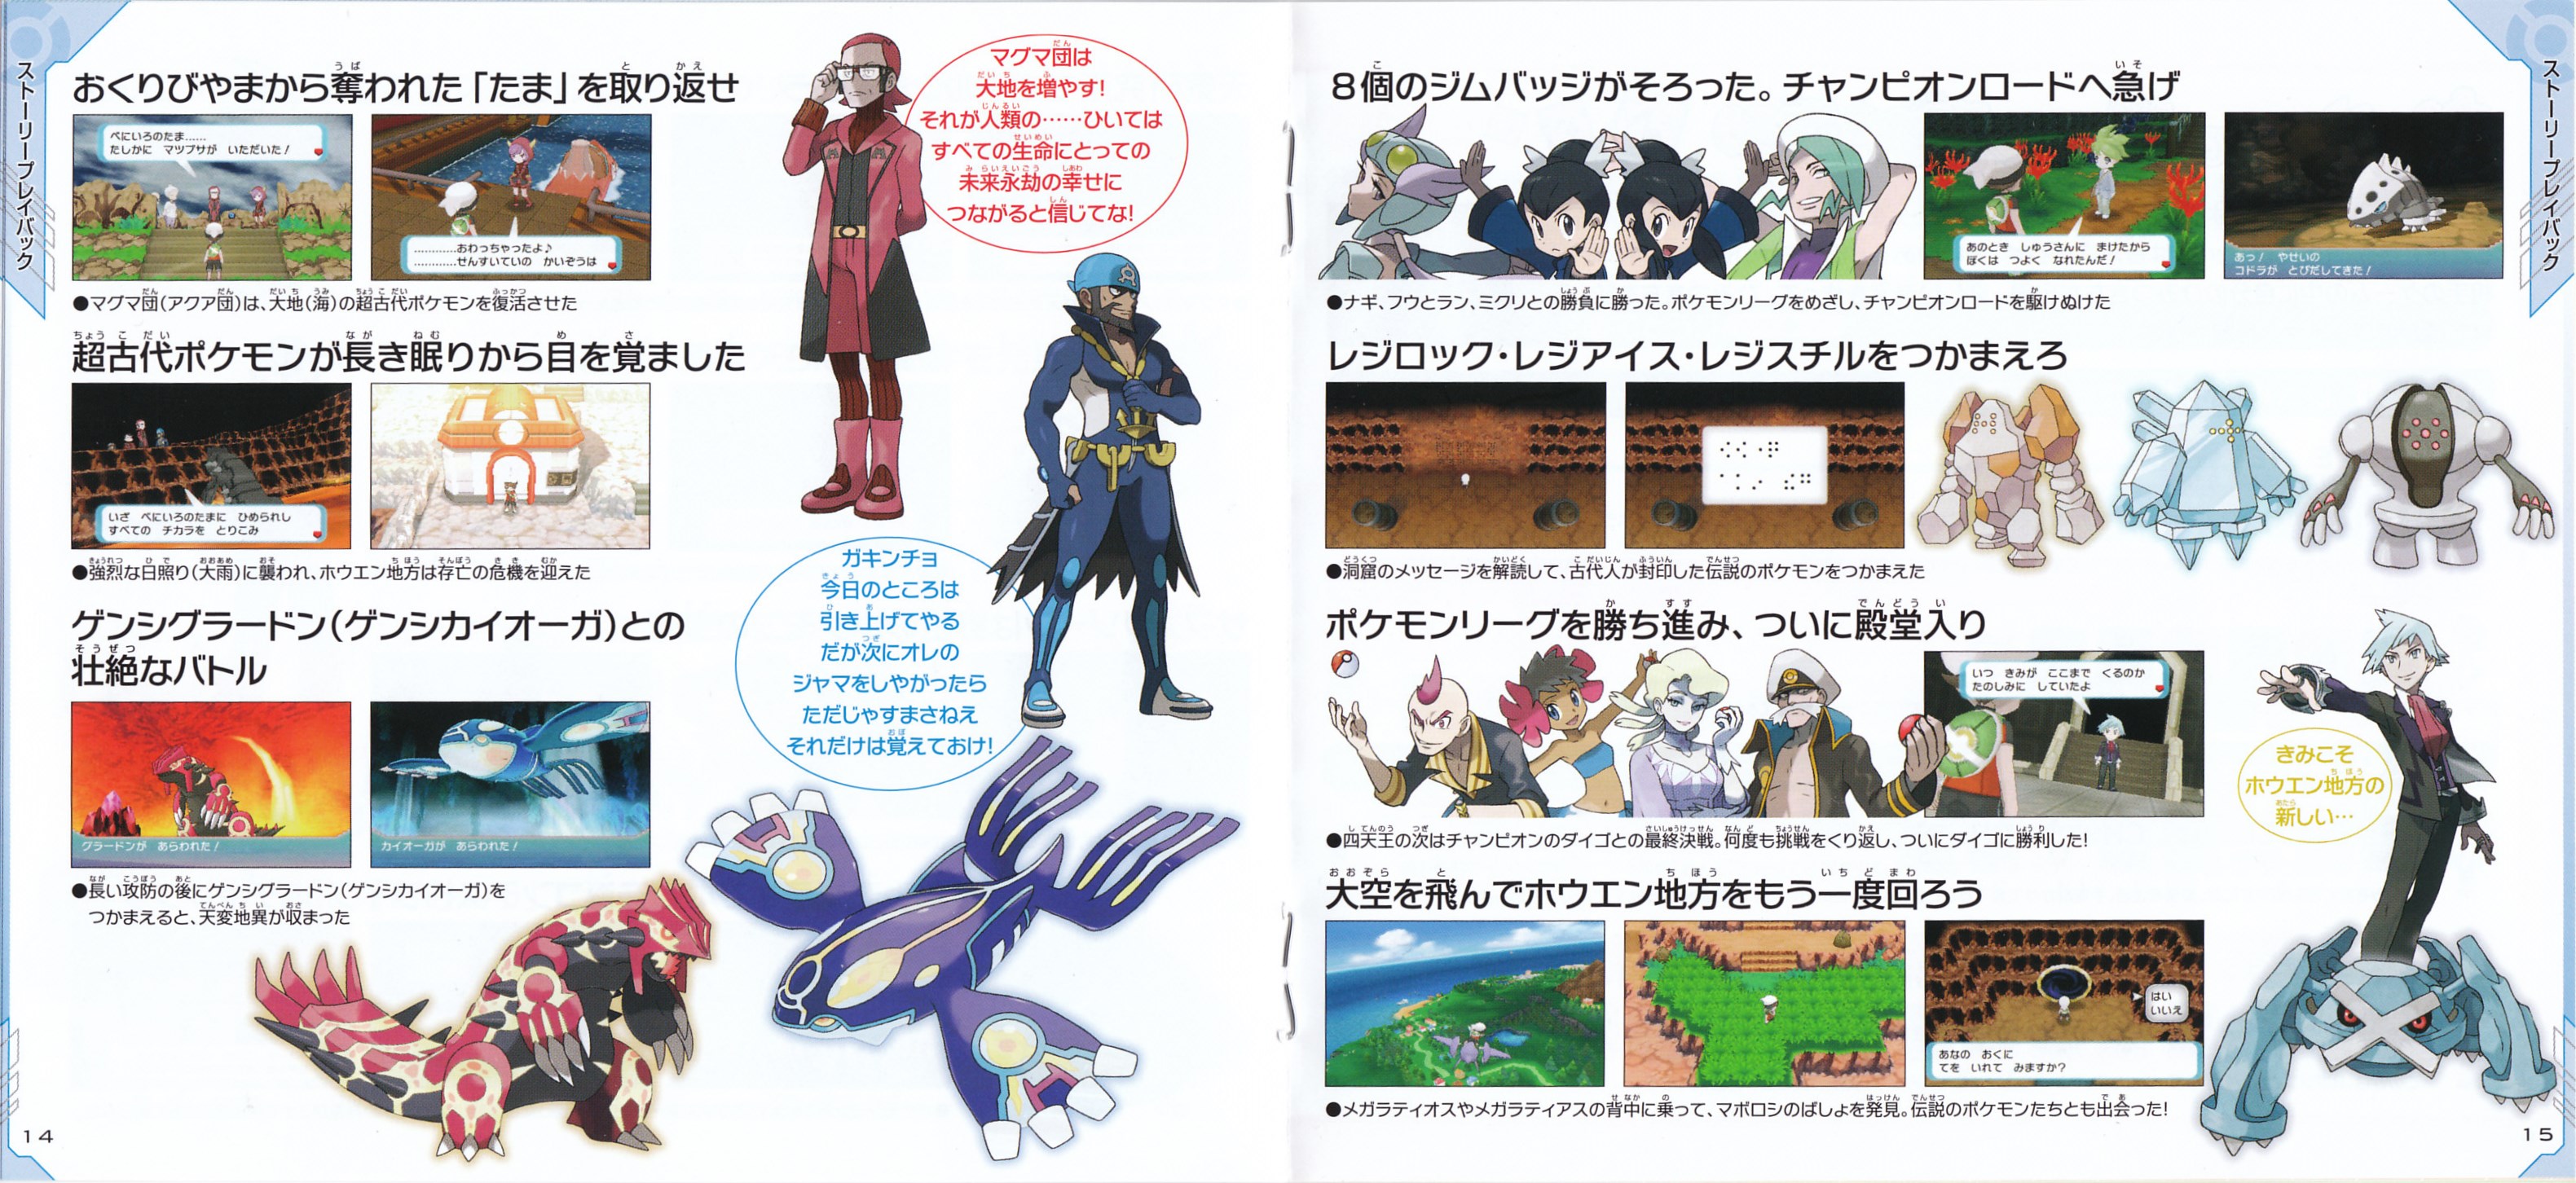 ストーリープレイバック
おくりびやまから奪われた「たま」を取り返せ
べにいろのたま……
たしかに マツブサが いただいた！
…………おわっちゃったよ♪
…………せんすいていの かいぞうは
●マグマ団（アクア団）は、大地（海）の超古代ポケモンを復活させた
超古代ポケモンが長き眠りから目を覚ました
いざ べにいろのたまに ひめられし
すべての チカラを とりこみ
●強烈な日照り（大雨）に襲われ、ホウエン地方は存亡の危機を迎えた
ゲンシグラードン（ゲンシカイオーガ）との
壮絶なバトル
グラードンが あらわれた！
カイオーガが あらわれた！
●長い攻防の後にゲンシグラードン（ゲンシカイオーガ）を
つかまえると、天変地異が収まった
マグマ団は
大地を増やす！
それが人類の……ひいては
すべての生命にとっての
未来永劫の幸せに
つながると信じてな！
ガキンチョ
今日のところは
引き上げてやる
だが次にオレの
ジャマをしやがったら
ただじゃすまさねえ
それだけは覚えておけ！
14
8個のジムバッジがそろった。チャンピオンロードへ急げ
あのとき しゅうさんに まけたから
ぼくは つよく なれたんだ！
あっ！ やせいの
コドラが とびだしてきた！
●ナギ、フウとラン、ミクリとの勝負に勝った。ポケモンリーグをめざし、チャンピオンロードを駆けぬけた
レジロック・レジアイス・レジスチルをつかまえろ
●洞窟のメッセージを解読して、古代人が封印した伝説のポケモンをつかまえた
ポケモンリーグを勝ち進み、ついに殿堂入り
いつ きみが ここまで くるのか
たのしみに していたよ
●四天王の次はチャンピオンのダイゴとの最終決戦。何度も挑戦をくり返し、ついにダイゴに勝利した！
きみこそ
ホウエン地方の
新しい…
大空を飛んでホウエン地方をもう一度回ろう
はい
いいえ
あなの おくに
てを いれて みますか？
●メガラティオスやメガラティアスの背中に乗って、マボロシのばしょを発見。伝説のポケモンたちとも出会った！
ストーリープレイバック
15